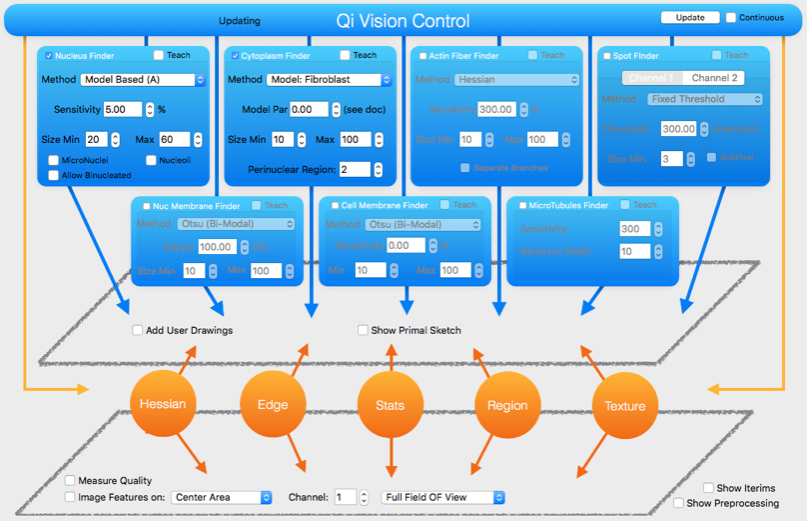 Updating Qi Vision Control Update Continuous
Nucleus Finder Teach
Method Model Based (A)
Sensitivity 5.00 %
Size Min 20 Max 60
MicroNuclei Nucleoli
Allow Binucleated
Cytoplasm Finder Teach
Method Model: Fibroblast
Model Par 0.00 (see doc)
Size Min 10 Max 100
Perinuclear Region: 2
Actin Fiber Finder Teach
Method Hessian
Sensitivity 300.00 %
Size Min 10 Max 100
Seperate Branches
Spot Finder Teach
Channel 1 Channel 2
Method Fixed Threshold
Threshold 300.00
Size Min 3 SubPixel
Nuc Membrane Finder Teach
Method Otsu (Bi-Modal)
Adjust 100.00 (%)
Size Min 10 Max 100
Cell Membrane Finder Teach
Method Otsu (Bi-Modal)
Sensitivity 0.00 %
Min 10 Max 100
MicroTubules Finder Teach
Sensitivity 300
Minimum Width 10
Add User Drawings Show Primal Sketch
Hessian Edge Stats Region Texture
Measure Quality
Image Features on: Center Area Channel: 1 Full Field OF View
Show Iterims
Show Preprocessing